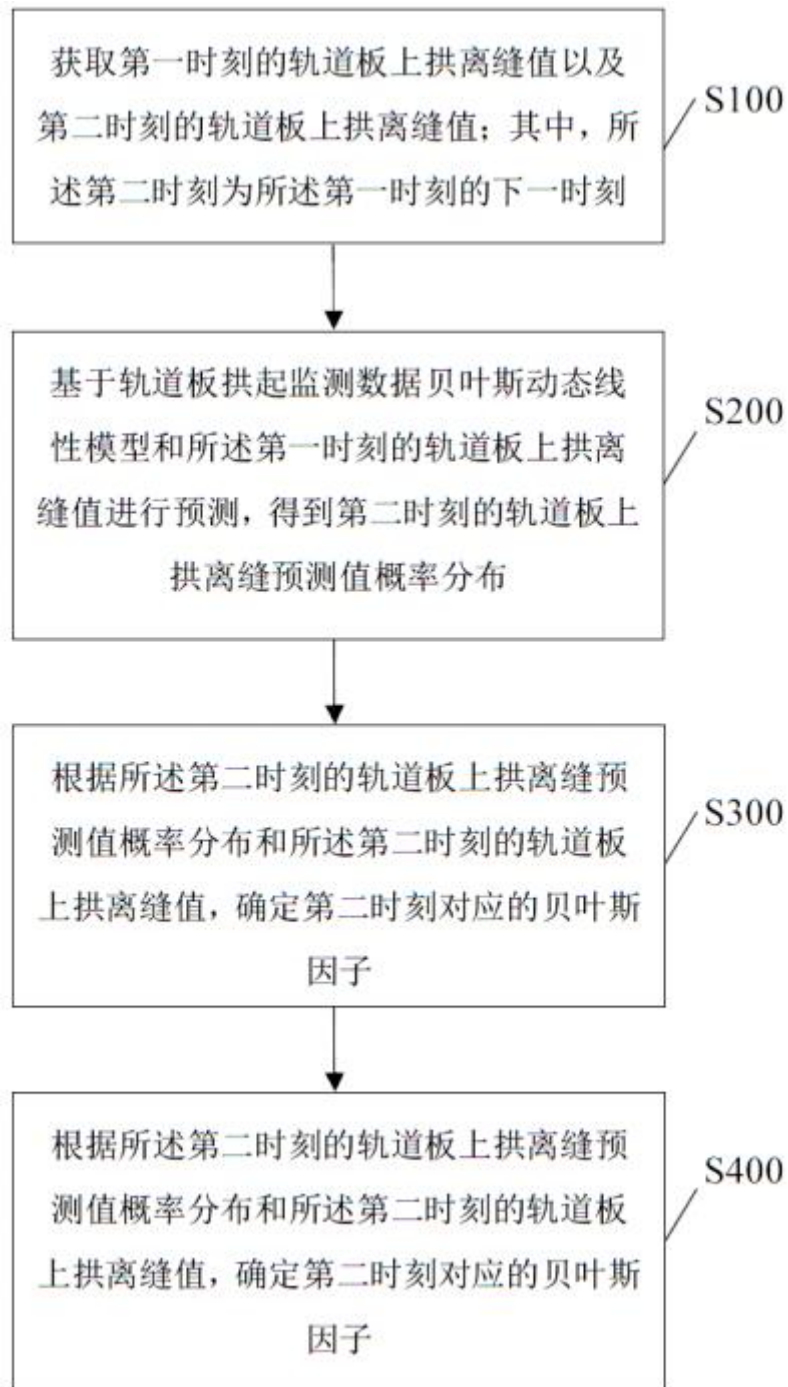 获取第一时刻的轨道板上拱离缝值以及
第二时刻的轨道板上拱离缝值；其中，所
述第二时刻为所述第一时刻的下一时刻
S100
基于轨道板拱起监测数据贝叶斯动态线
性模型和所述第一时刻的轨道板上拱离
缝值进行预测，得到第二时刻的轨道板上
拱离缝预测值概率分布
S200
根据所述第二时刻的轨道板上拱离缝预
测值概率分布和所述第二时刻的轨道板
上拱离缝值，确定第二时刻对应的贝叶斯
因子
S300
根据所述第二时刻的轨道板上拱离缝预
测值概率分布和所述第二时刻的轨道板
上拱离缝值，确定第二时刻对应的贝叶斯
因子
S400